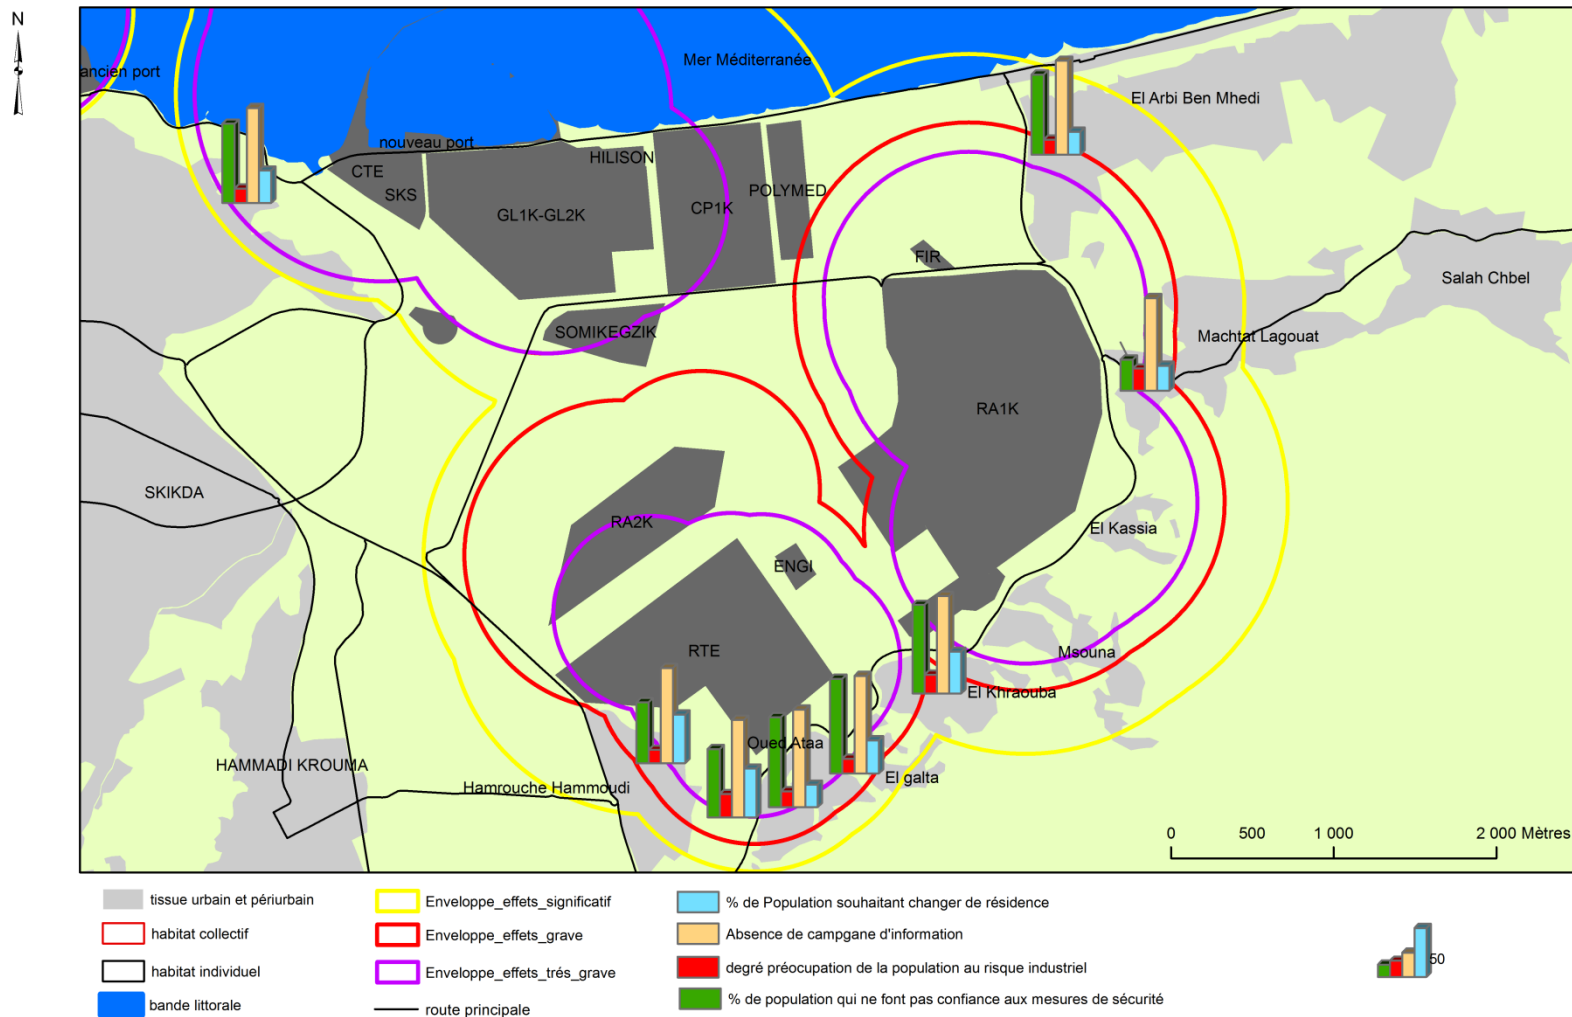 N
ancien port
Mer Méditerranée
El Arbi Ben Mhedi
nouveau port
HILISON
CTE
SKS
GL1K-GL2K
CP1K
POLYMED
FIR
Salah Chbel
SOMIKEGZIK
Machtat Lagouat
RA1K
SKIKDA
RA2K
El Kassia
ENGI
RTE
Msouna
El Khraouba
Oued Ataa
HAMMADI KROUMA
El galta
Hamrouche Hammoudi
0 500 1 000 2 000 Mètres
tissue urbain et périurbain
habitat collectif
habitat individuel
bande littorale
Enveloppe_effets_significatif
Enveloppe_effets_grave
Enveloppe_effets_trés_grave
route principale
% de Population souhaitant changer de résidence
Absence de campgane d'information
degré préocupation de la population au risque industriel
% de population qui ne font pas confiance aux mesures de sécurité
50